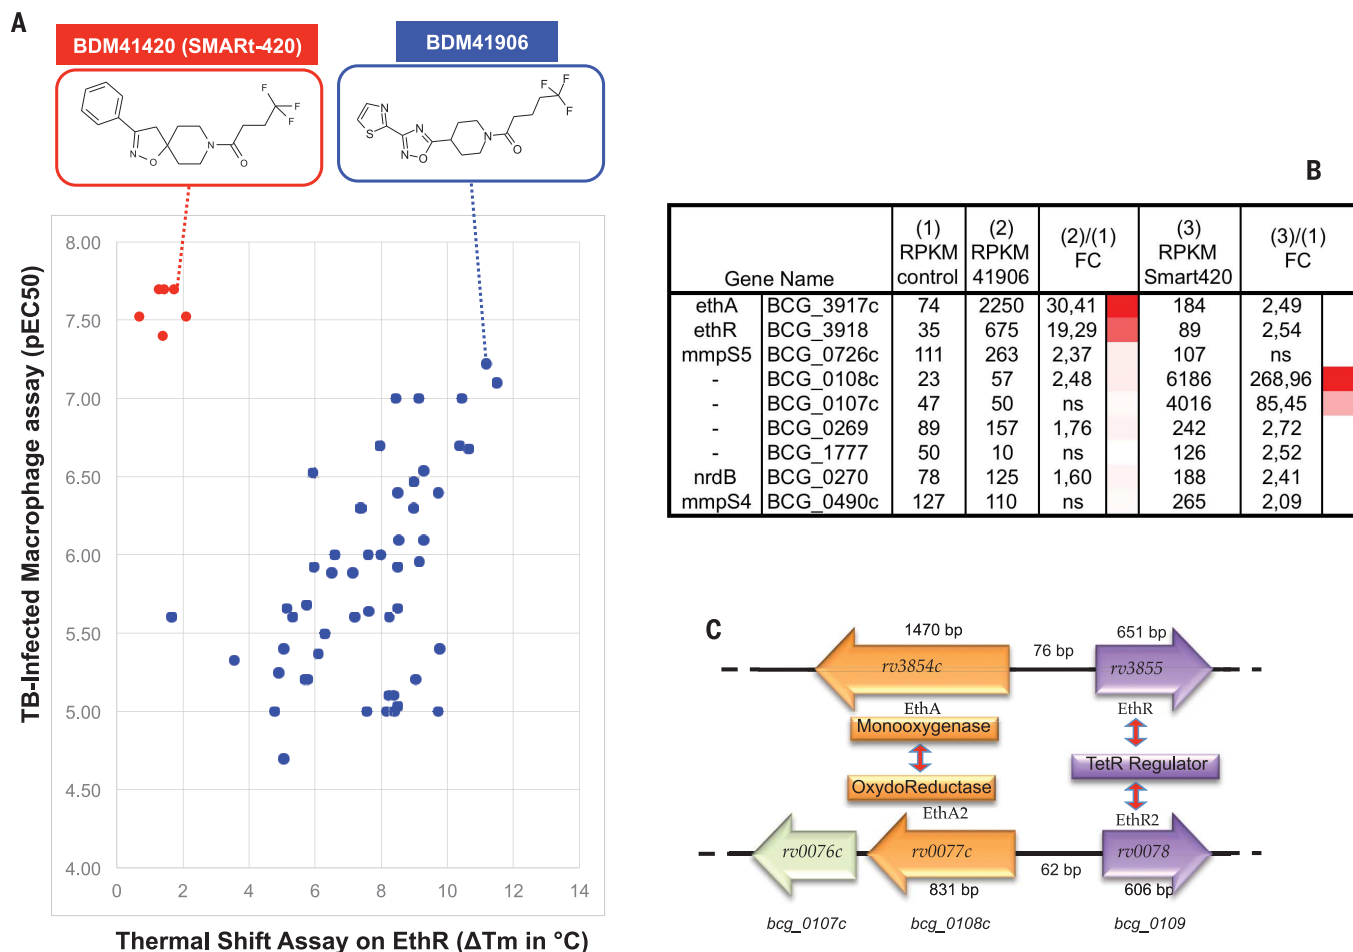 A
BDM41420 (SMARt-420)
BDM41906
N
O
N
O
F
F
F
N
S
N
N
O
N
O
F
F
F
TB-Infected Macrophage assay (pEC50)
8.00
7.50
7.00
6.50
6.00
5.50
5.00
4.50
4.00
0 2 4 6 8 10 12 14
Thermal Shift Assay on EthR (ΔTm in °C)
B
Gene Name (1) RPKM control (2) RPKM 41906 (2)/(1) FC (3) RPKM Smart420 (3)/(1) FC
ethA BCG_3917c 74 2250 30,41 184 2,49
ethR BCG_3918 35 675 19,29 89 2,54
mmpS5 BCG_0726c 111 263 2,37 107 ns
- BCG_0108c 23 57 2,48 6186 268,96
- BCG_0107c 47 50 ns 4016 85,45
- BCG_0269 89 157 1,76 242 2,72
- BCG_1777 50 10 ns 126 2,52
nrdB BCG_0270 78 125 1,60 188 2,41
mmpS4 BCG_0490c 127 110 ns 265 2,09
C
1470 bp 651 bp
76 bp
rv3854c rv3855
EthA EthR
Monooxygenase
TetR Regulator
OxydoReductase
EthA2 EthR2
rv0076c rv0077c rv0078
62 bp
831 bp 606 bp
bcg_0107c bcg_0108c bcg_0109